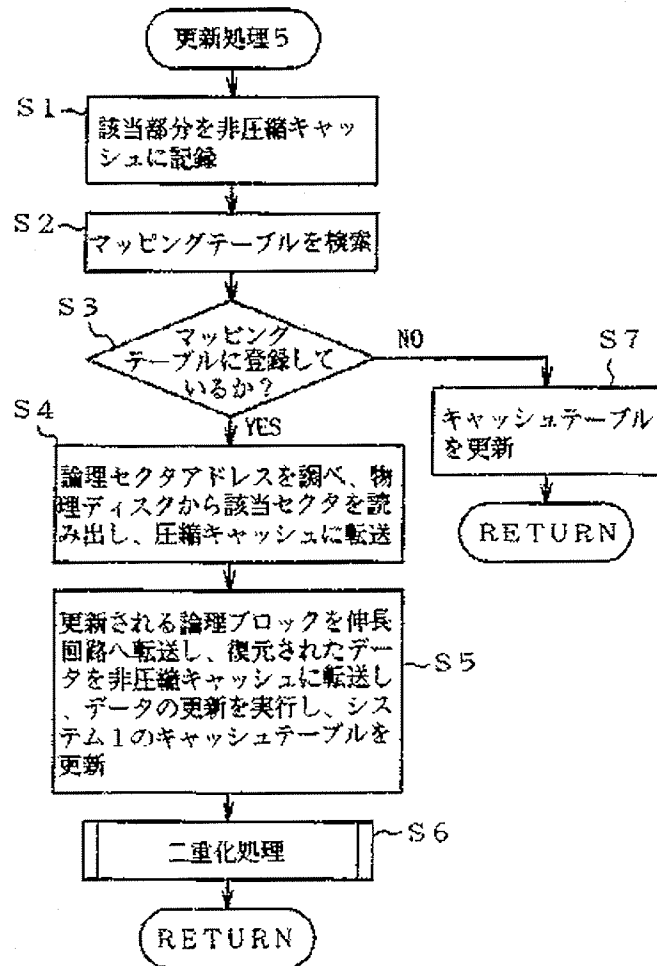 更新処理5
S1
該当部分を非圧縮キャッ
シュに記録
S2
マッピングテーブルを検索
S3
マッピング
テーブルに登録して
いるか?
NO
S7
キャッシュテーブル
を更新
RETURN
S4
YES
論理セクタアドレスを調べ、物
理ディスクから該当セクタを読
み出し、圧縮キャッシュに転送
更新される論理ブロックを伸長
回路へ転送し、復元されたデー
タを非圧縮キャッシュに転送し
、データの更新を実行し、シス
テム1のキャッシュテーブルを
更新
S5
二重化処理
S6
RETURN